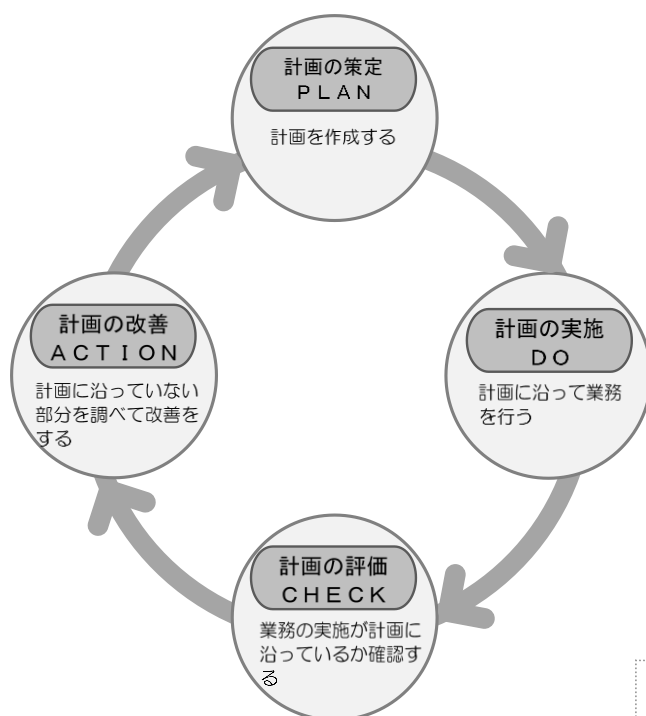 計画の策定
ＰＬＡＮ
計画を作成する
計画の改善
ＡＣＴＩＯＮ
計画に沿っていない
部分を調べて改善を
する
計画の実施
ＤＯ
計画に沿って業務
を行う
計画の評価
ＣＨＥＣＫ
業務の実施が計画に
沿っているか確認す
る